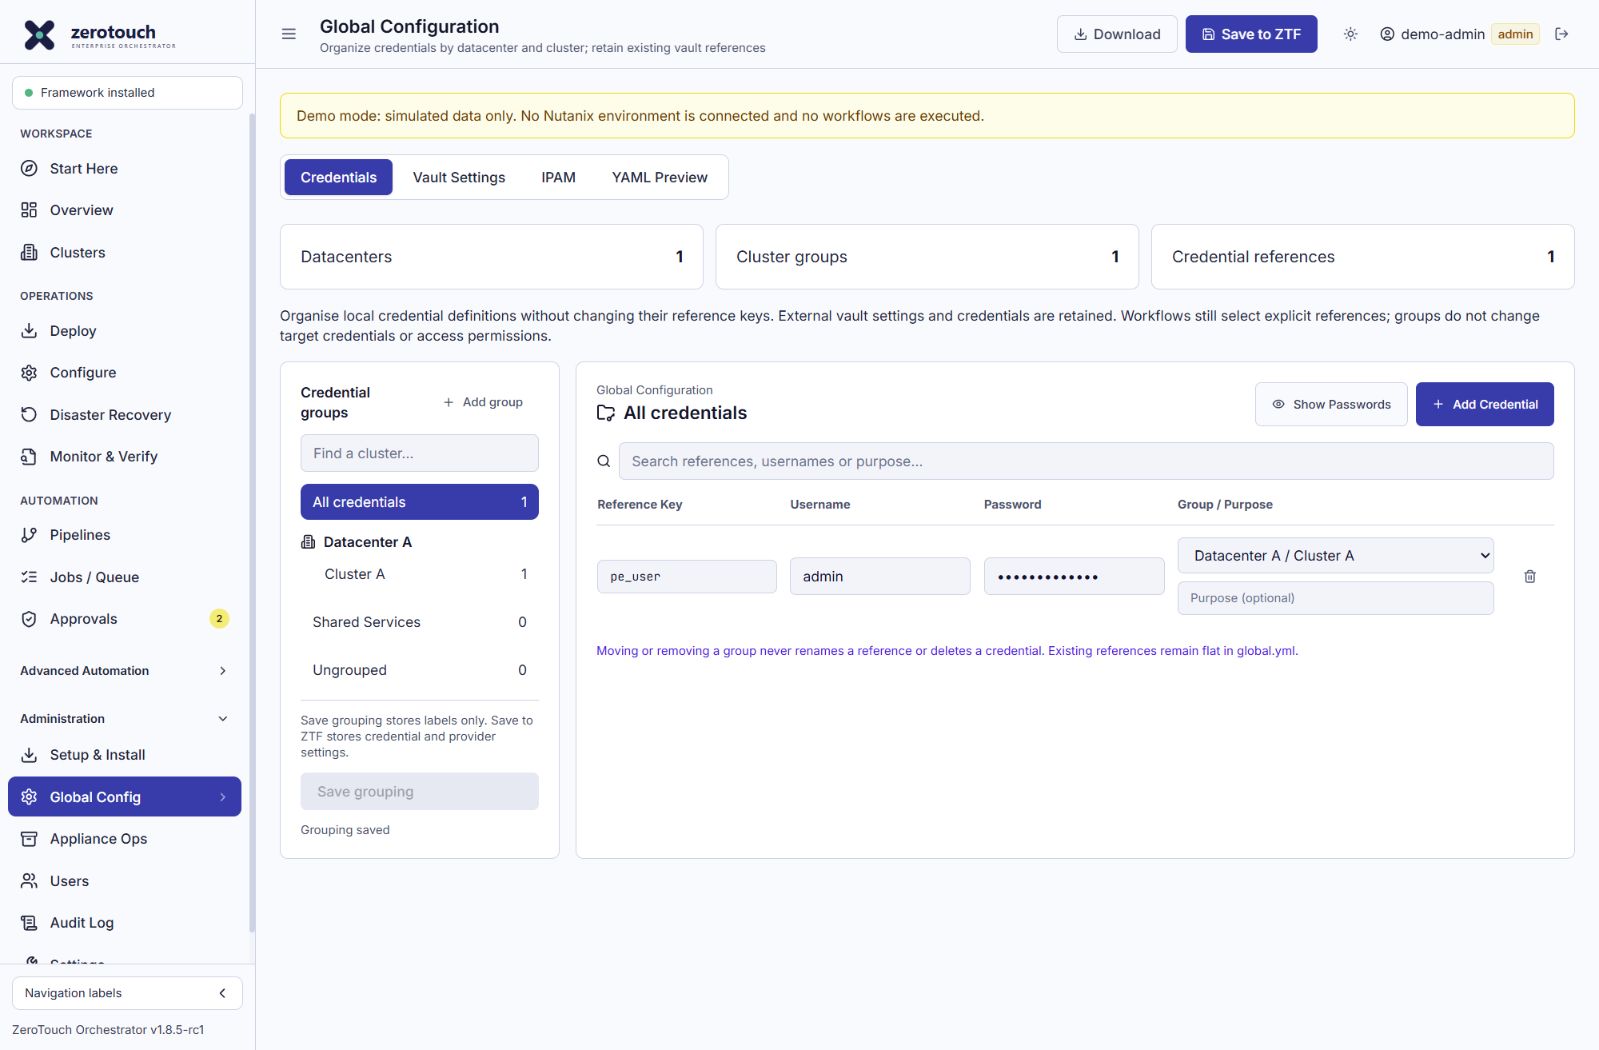 zerotouch
ENTERPRISE ORCHESTRATOR
Framework installed
WORKSPACE
Start Here
Overview
Clusters
OPERATIONS
Deploy
Configure
Disaster Recovery
Monitor & Verify
AUTOMATION
Pipelines
Jobs / Queue
Approvals
2
Advanced Automation
Administration
Setup & Install
Global Config
Appliance Ops
Users
Audit Log
Settings
Navigation labels
ZeroTouch Orchestrator v1.8.5-rc1
Global Configuration
Organize credentials by datacenter and cluster; retain existing vault references
Download
Save to ZTF
demo-admin
admin
Demo mode: simulated data only. No Nutanix environment is connected and no workflows are executed.
Credentials
Vault Settings
IPAM
YAML Preview
Datacenters 1
Cluster groups 1
Credential references 1
Organise local credential definitions without changing their reference keys. External vault settings and credentials are retained. Workflows still select explicit references; groups do not change
target credentials or access permissions.
Credential
groups
Add group
Find a cluster...
All credentials 1
Datacenter A
Cluster A 1
Shared Services 0
Ungrouped 0
Save grouping stores labels only. Save to
ZTF stores credential and provider
settings.
Save grouping
Grouping saved
Global Configuration
All credentials
Show Passwords
Add Credential
Search references, usernames or purpose...
Reference Key Username Password Group / Purpose
pe_user
admin
•••••••••••••
Datacenter A / Cluster A
Purpose (optional)
Moving or removing a group never renames a reference or deletes a credential. Existing references remain flat in global.yml.